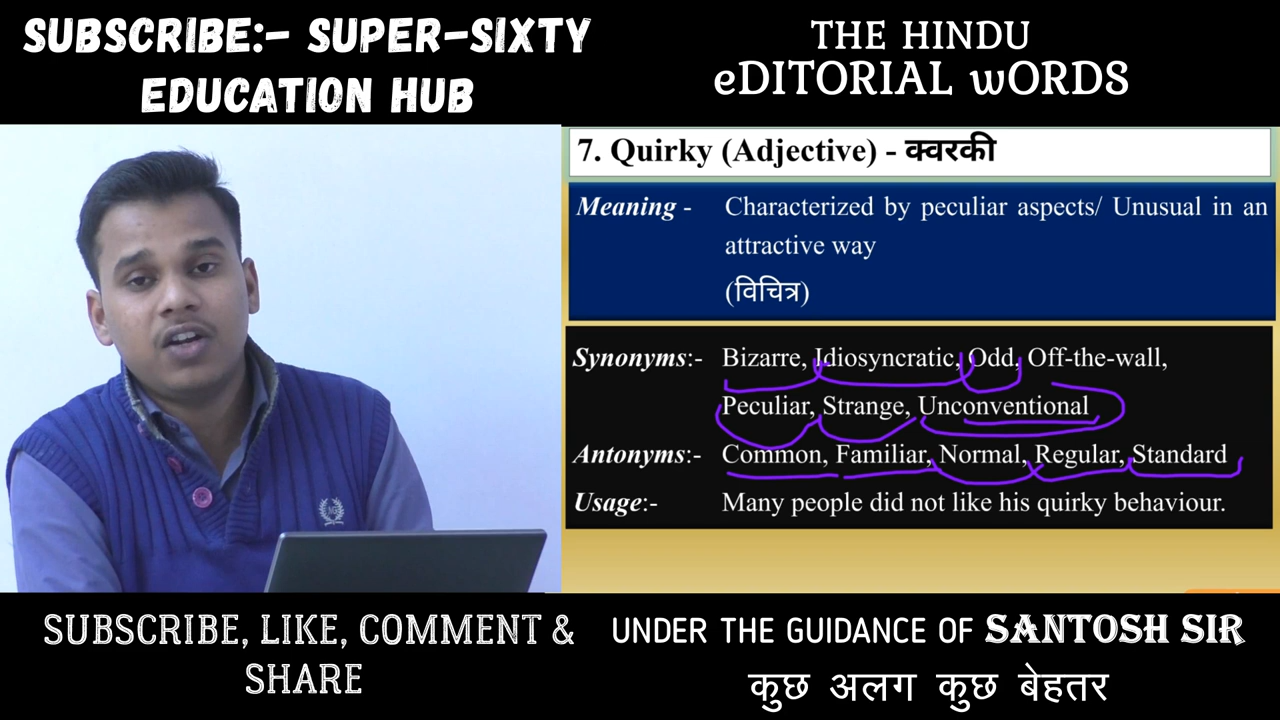 SUBSCRIBE:- SUPER-SIXTY
EDUCATION HUB
THE HINDU
eDITORIAL wORDS
7. Quirky (Adjective) - क्वरकी
Meaning - Characterized by peculiar aspects/ Unusual in an
attractive way
(विचित्र)
Synonyms:- Bizarre, Idiosyncratic, Odd, Off-the-wall,
Peculiar, Strange, Unconventional
Antonyms:- Common, Familiar, Normal, Regular, Standard
Usage:- Many people did not like his quirky behaviour.
SUBSCRIBE, LIKE, COMMENT &
SHARE
UNDER THE GUIDANCE OF SANTOSH SIR
कुछ अलग कुछ बेहतर